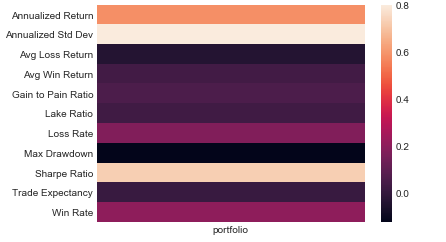 Annualized Return
Annualized Std Dev
Avg Loss Return
Avg Win Return
Gain to Pain Ratio
Lake Ratio
Loss Rate
Max Drawdown
Sharpe Ratio
Trade Expectancy
Win Rate
portfolio
0.8
0.6
0.4
0.2
0.0